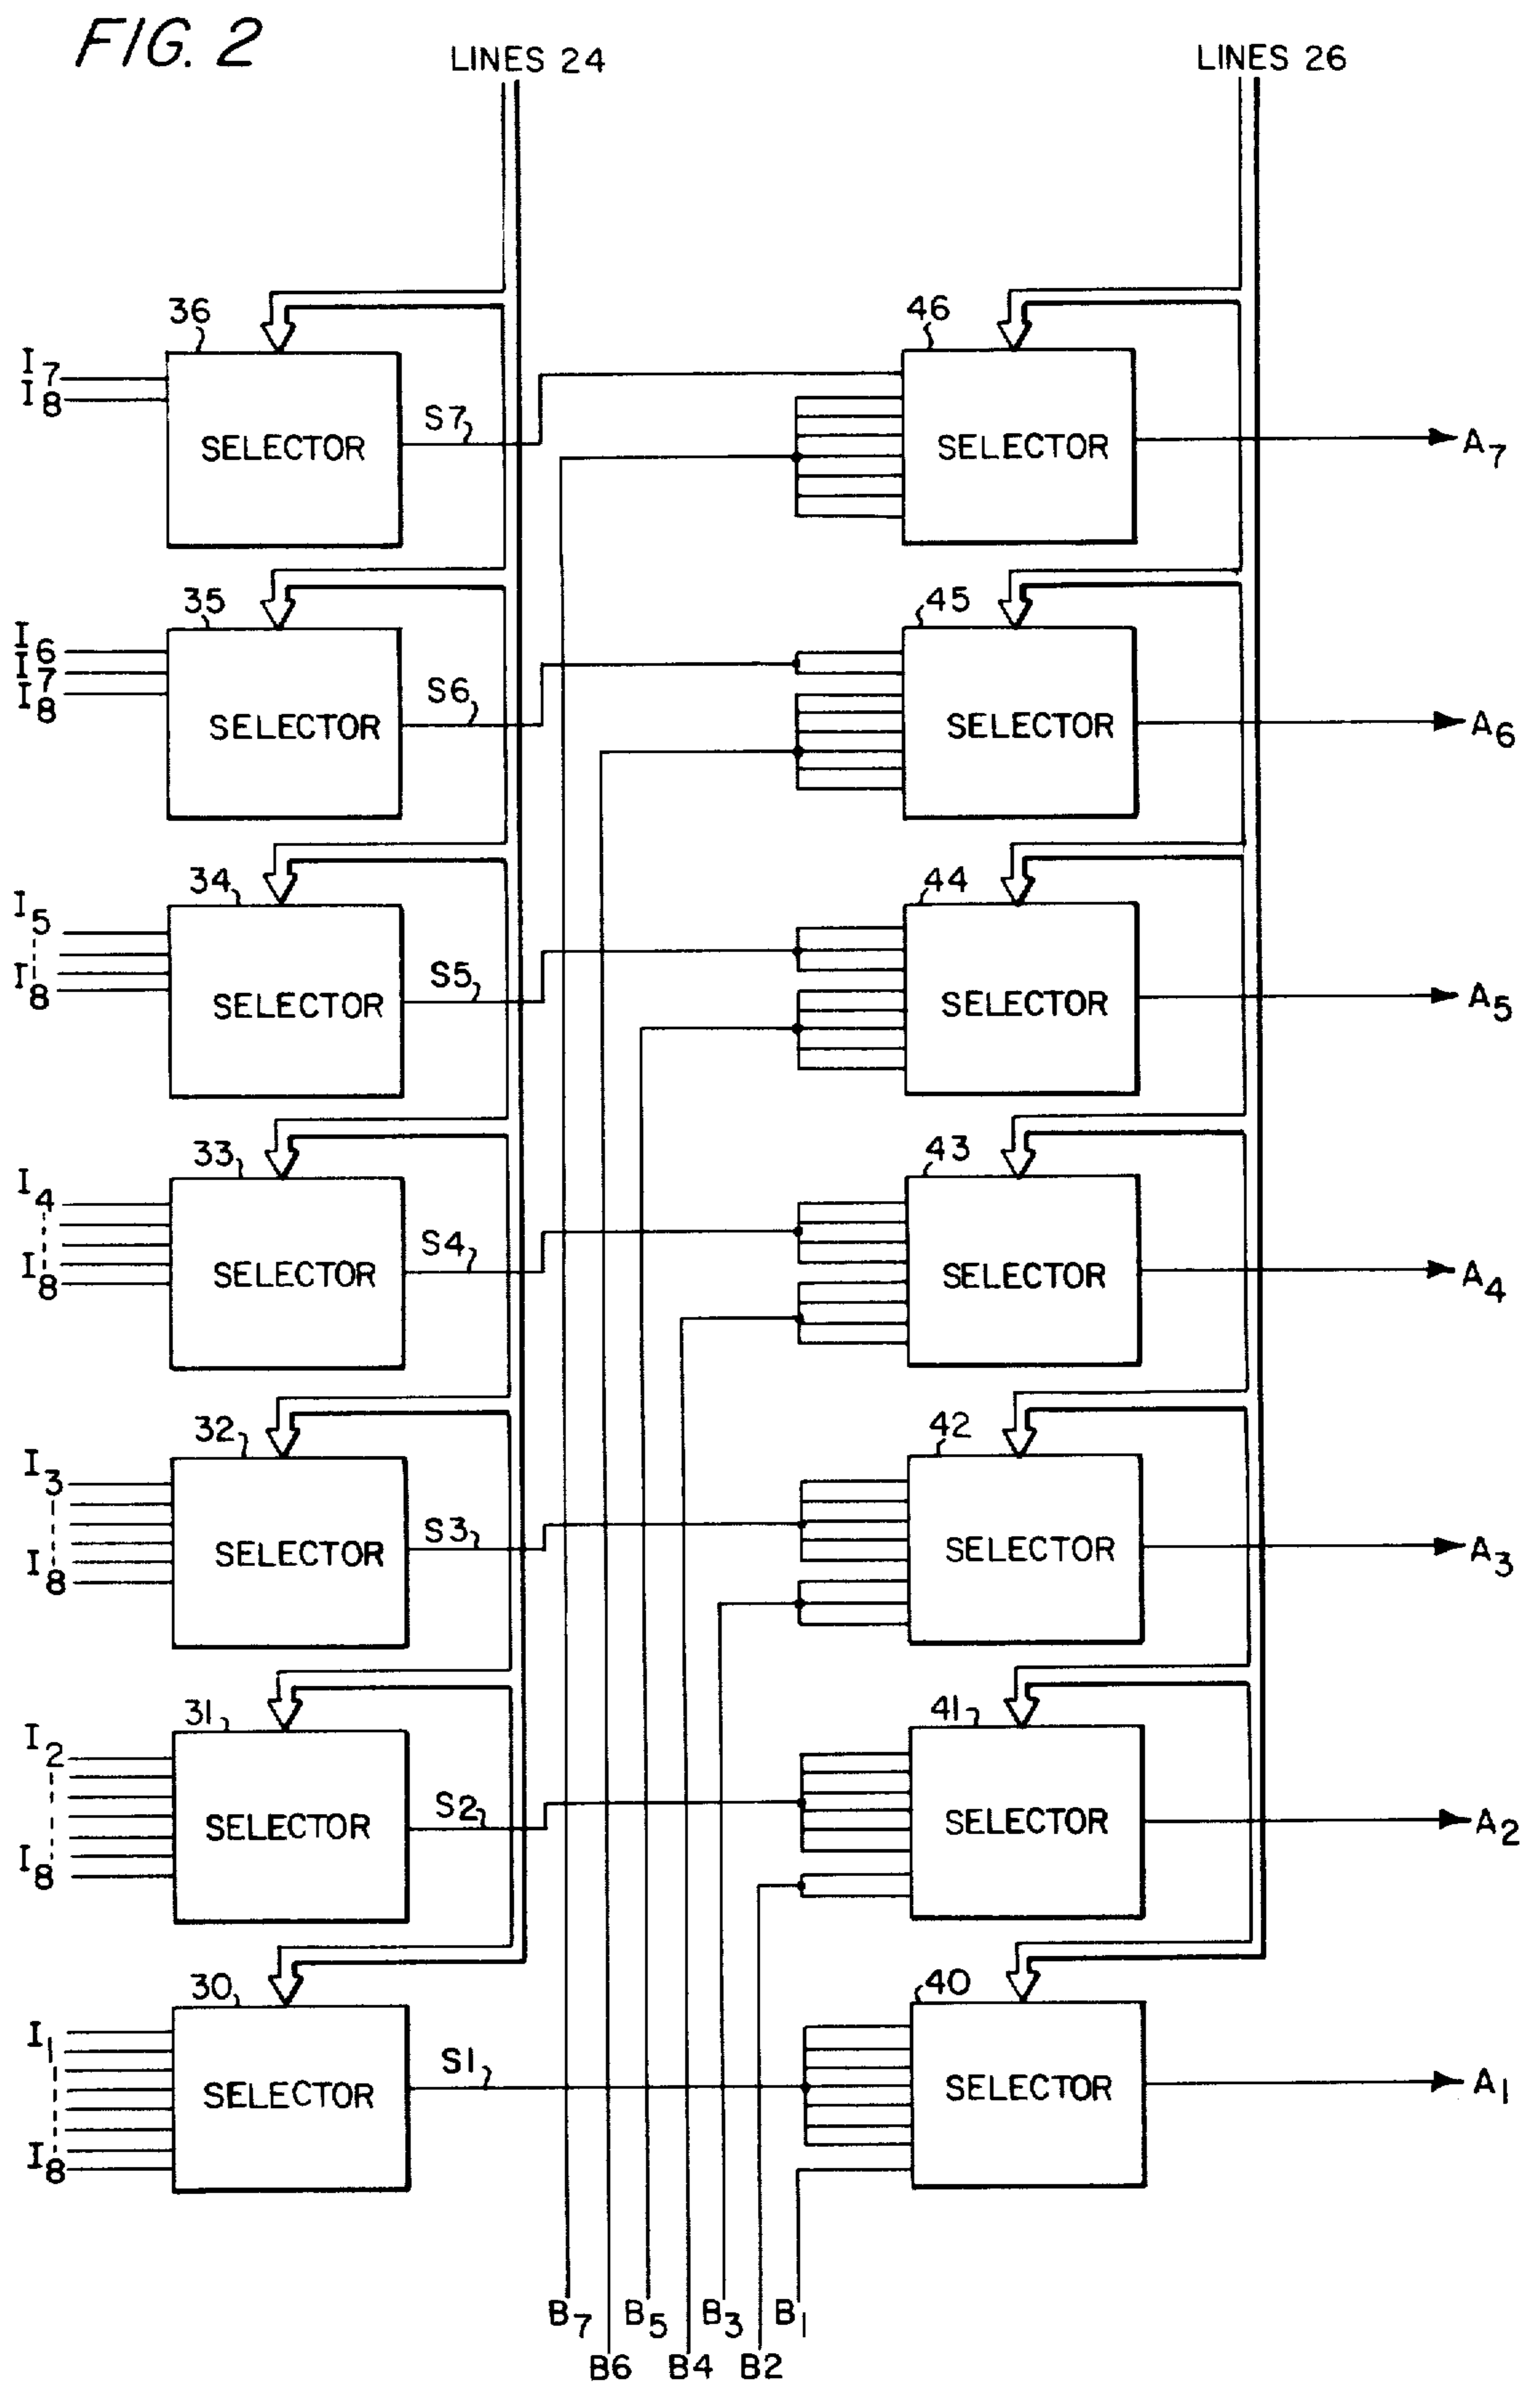 FIG. 2
LINES 24
LINES 26
36
46
I7
I8
SELECTOR
S7
SELECTOR
A7
35
45
I6
I7
I8
SELECTOR
S6
SELECTOR
A6
34
44
I5
I8
SELECTOR
S5
SELECTOR
A5
33
43
I4
I8
SELECTOR
S4
SELECTOR
A4
32
42
I3
I8
SELECTOR
S3
SELECTOR
A3
31
41
I2
I8
SELECTOR
S2
SELECTOR
A2
30
40
I1
I8
SELECTOR
S1
SELECTOR
A1
B7 B5 B3 B1
B6 B4 B2